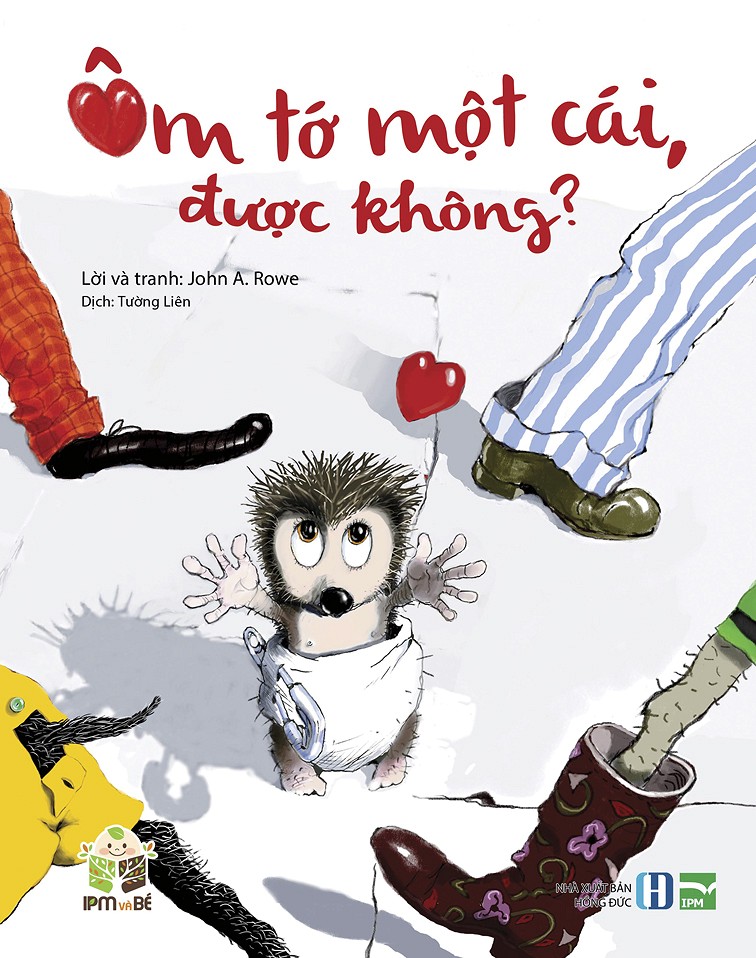 Ôm tớ một cái,
được không?
Lời và tranh: John A. Rowe
Dịch: Tường Liên
IPM VÀ BÉ
NHÀ XUẤT BẢN
HỒNG ĐỨC
IPM